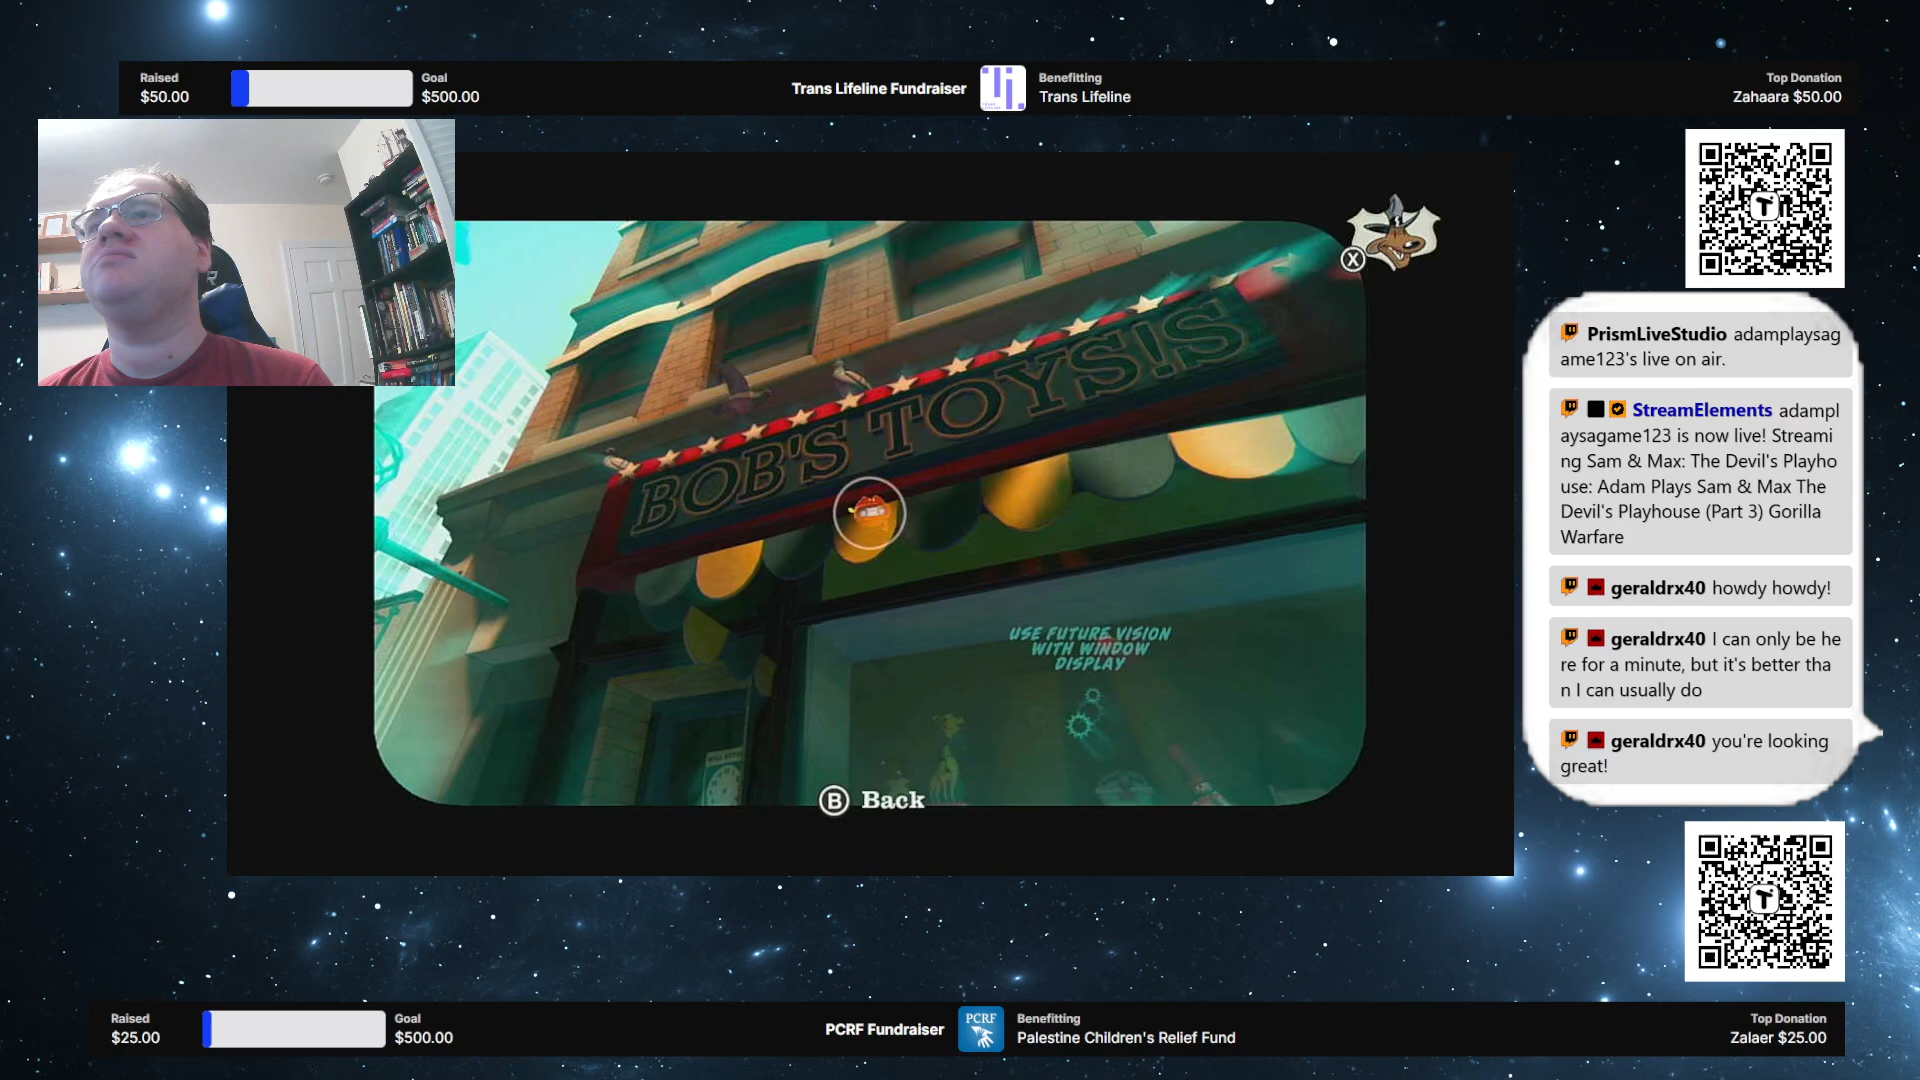 Raised
$50.00
Goal
$500.00
Trans Lifeline Fundraiser
Benefitting
Trans Lifeline
Top Donation
Zahaara $50.00
X
BOB'S TOYS!S
USE FUTURE VISION
WITH WINDOW
DISPLAY
B Back
PrismLiveStudio adamplaysag
ame123's live on air.
StreamElements adampl
aysagame123 is now live! Streami
ng Sam & Max: The Devil's Playho
use: Adam Plays Sam & Max The
Devil's Playhouse (Part 3) Gorilla
Warfare
geraldrx40 howdy howdy!
geraldrx40 I can only be he
re for a minute, but it's better tha
n I can usually do
geraldrx40 you're looking
great!
Raised
$25.00
Goal
$500.00
PCRF Fundraiser
PCRF
Benefitting
Palestine Children's Relief Fund
Top Donation
Zalaer $25.00